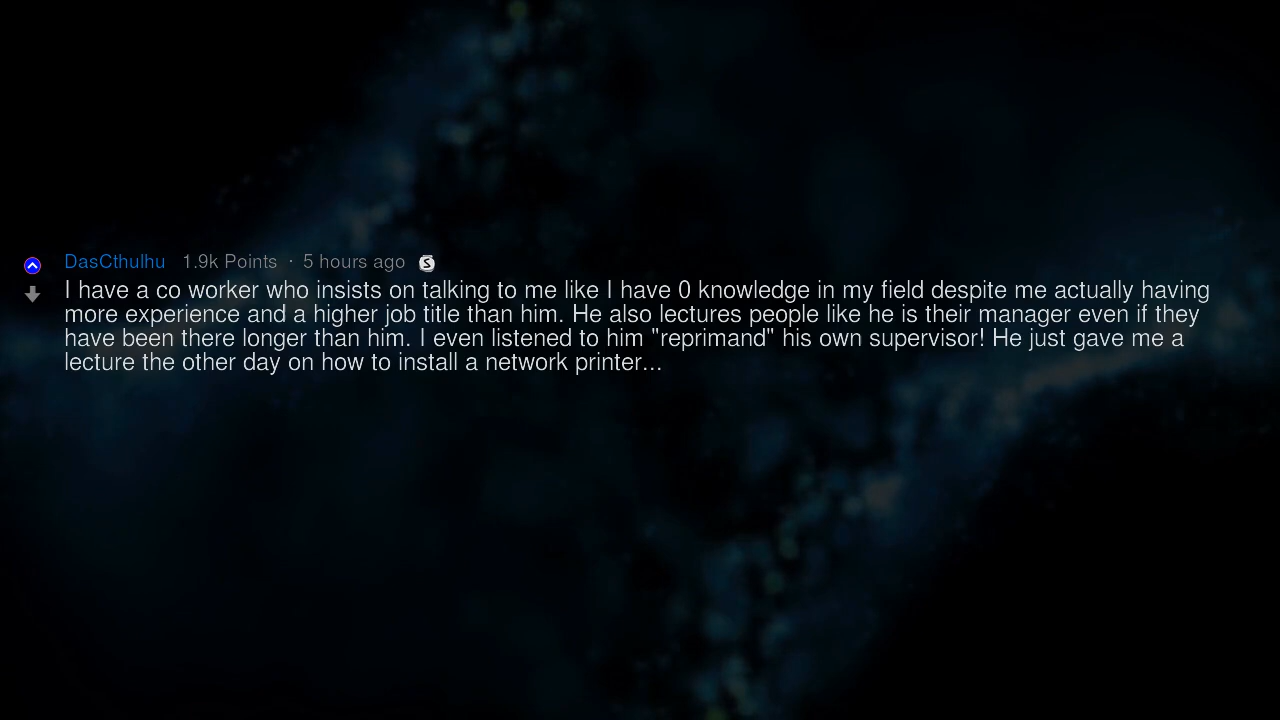 DasCthulhu 1.9k Points · 5 hours ago S
I have a co worker who insists on talking to me like I have 0 knowledge in my field despite me actually having
more experience and a higher job title than him. He also lectures people like he is their manager even if they
have been there longer than him. I even listened to him "reprimand" his own supervisor! He just gave me a
lecture the other day on how to install a network printer...